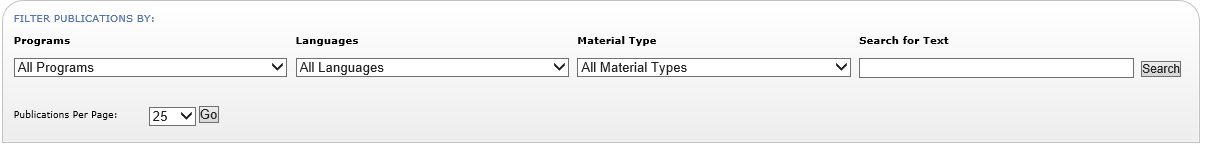 FILTER PUBLICATIONS BY:
Programs Languages Material Type Search for Text
All Programs All Languages All Material Types Search
Publications Per Page: 25 Go